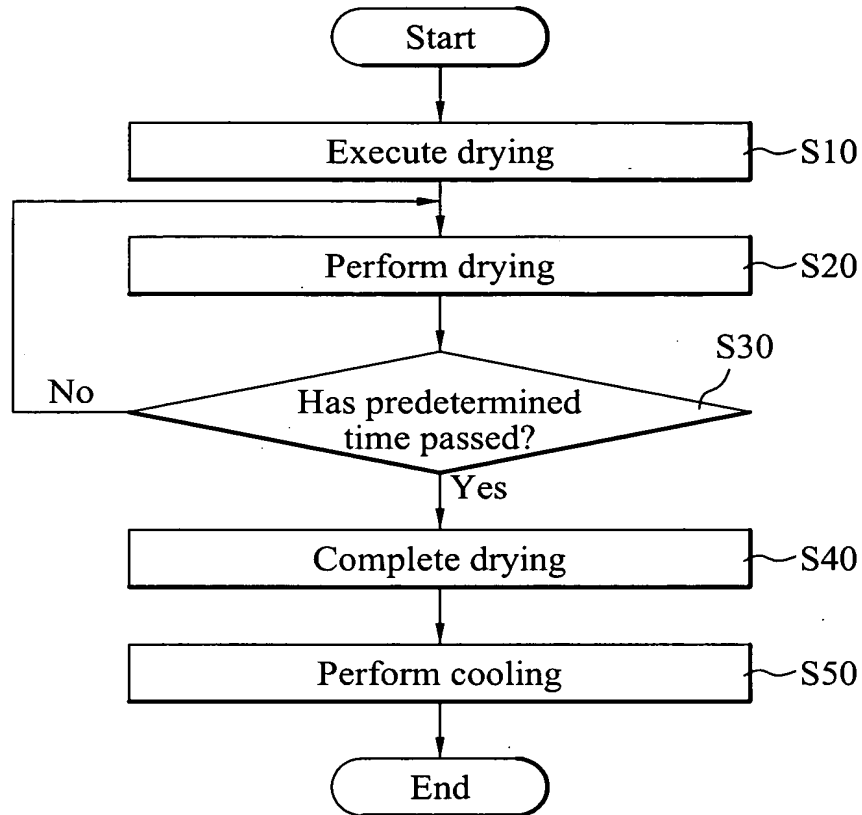 Start
Execute drying
S10
Perform drying
S20
S30
Has predetermined
time passed?
No
Yes
Complete drying
S40
Perform cooling
S50
End